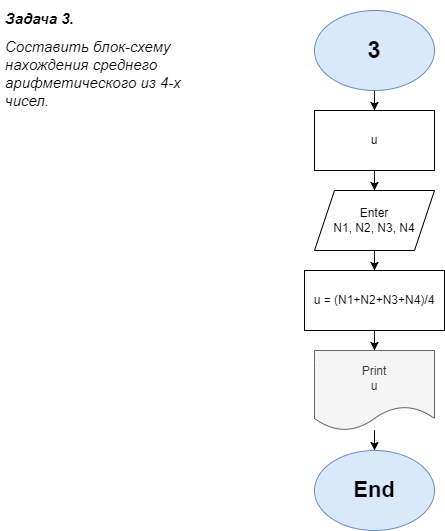 Задача 3.
Составить блок-схему
нахождения среднего
арифметического из 4-х
чисел.
3
u
Enter
N1, N2, N3, N4
u = (N1+N2+N3+N4)/4
Print
u
End